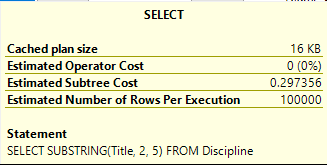 SELECT
Cached plan size 16 KB
Estimated Operator Cost 0 (0%)
Estimated Subtree Cost 0.297356
Estimated Number of Rows Per Execution 100000
Statement
SELECT SUBSTRING(Title, 2, 5) FROM Discipline